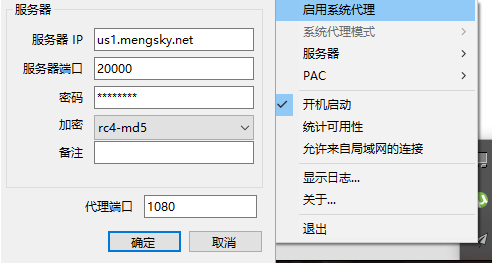 服务器
服务器 IP us1.mengsky.net
服务器端口 20000
密码 ********
加密 rc4-md5
备注
代理端口 1080
确定 取消
启用系统代理
系统代理模式
服务器
PAC
开机启动
统计可用性
允许来自局域网的连接
显示日志...
关于...
退出